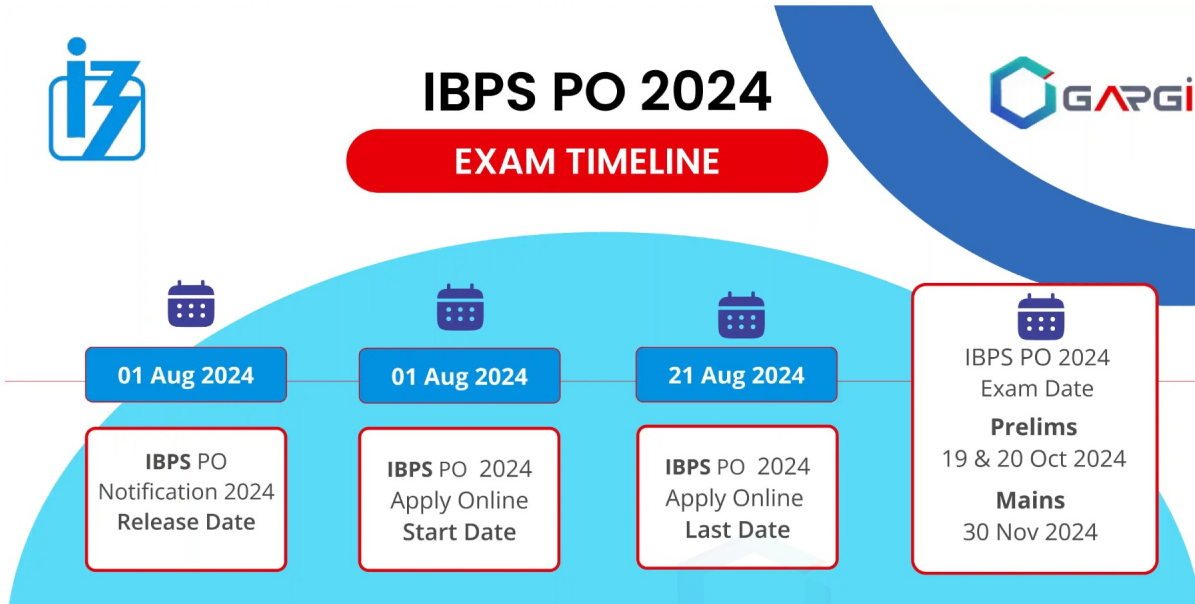 IBPS PO 2024
GARGI
EXAM TIMELINE
01 Aug 2024
IBPS PO
Notification 2024
Release Date
01 Aug 2024
IBPS PO 2024
Apply Online
Start Date
21 Aug 2024
IBPS PO 2024
Apply Online
Last Date
IBPS PO 2024
Exam Date
Prelims
19 & 20 Oct 2024
Mains
30 Nov 2024